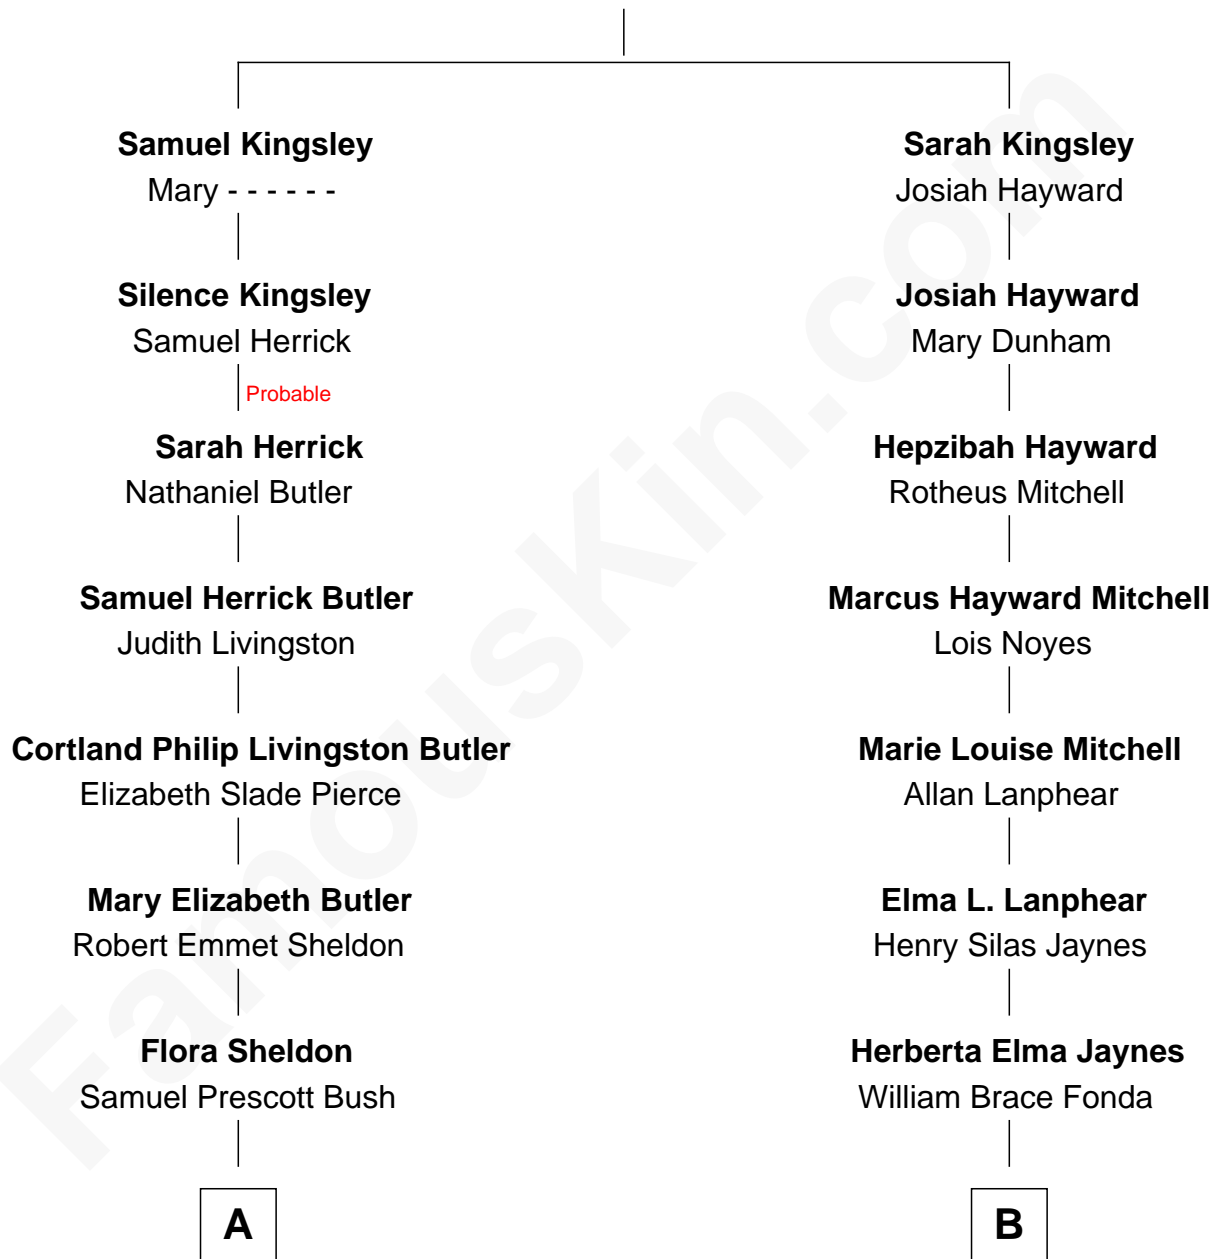 Samuel Kingsley
Mary - - - - - -
Silence Kingsley
Samuel Herrick
Probable
Sarah Herrick
Nathaniel Butler
Samuel Herrick Butler
Judith Livingston
Cortland Philip Livingston Butler
Elizabeth Slade Pierce
Mary Elizabeth Butler
Robert Emmet Sheldon
Flora Sheldon
Samuel Prescott Bush
A
Sarah Kingsley
Josiah Hayward
Josiah Hayward
Mary Dunham
Hepzibah Hayward
Rotheus Mitchell
Marcus Hayward Mitchell
Lois Noyes
Marie Louise Mitchell
Allan Lanphear
Elma L. Lanphear
Henry Silas Jaynes
Herberta Elma Jaynes
William Brace Fonda
B
FamousKin.com